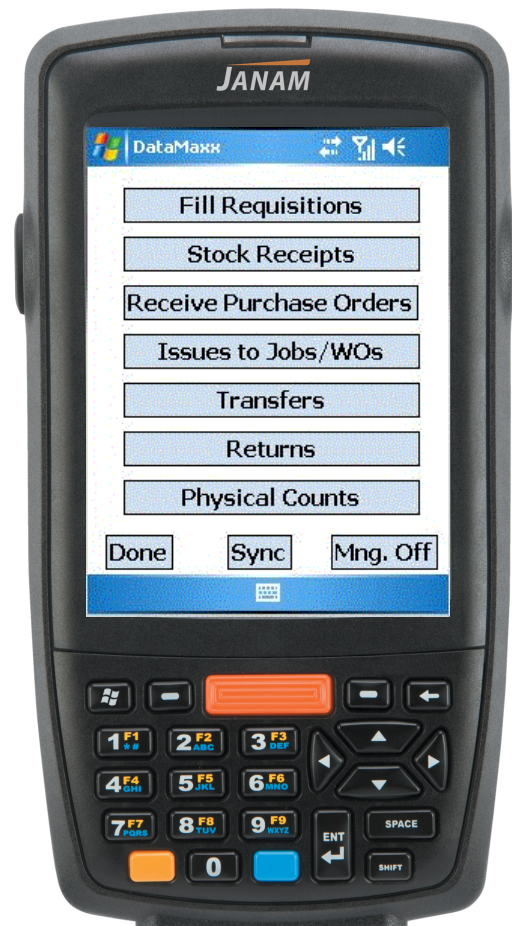 JANAM
DataMaxx
Fill Requisitions
Stock Receipts
Receive Purchase Orders
Issues to Jobs/WOs
Transfers
Returns
Physical Counts
Done Sync Mng. Off
1 F1 * # 2 F2 ABC 3 F3 DEF
4 F4 GHI 5 F5 JKL 6 F6 MNO
7 F7 PQRS 8 F8 TUV 9 F9 WXYZ ENT SPACE
0 SHIFT